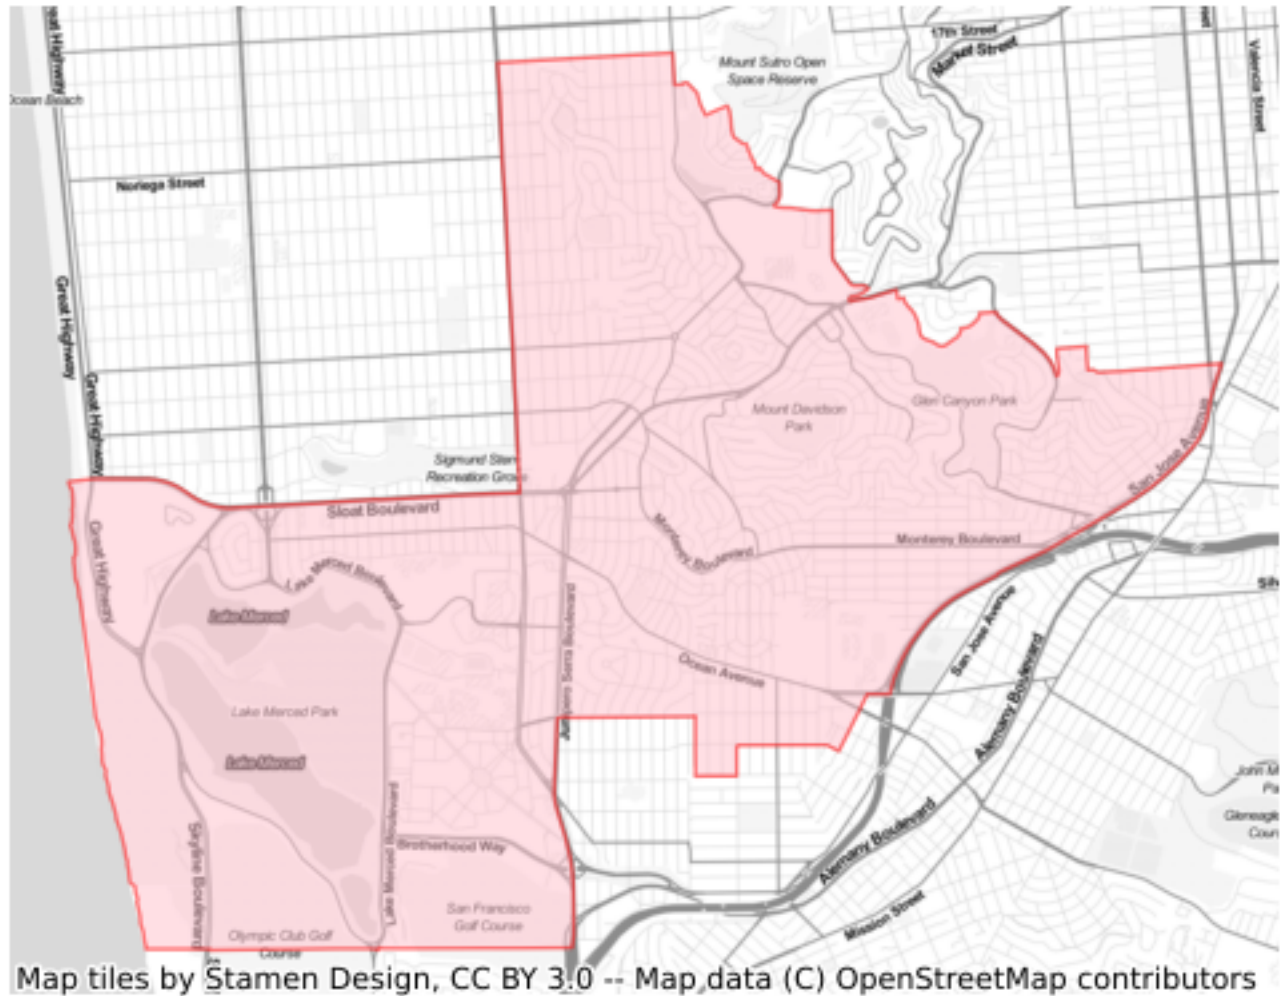 Great Highway
17th Street
Market Street
Mount Sutro Open
Space Reserve
Valencia Street
Ocean Beach
Noriega Street
Great Highway
Great Highway
Mount Davidson
Park
Glen Canyon Park
San Jose Avenue
Sigmund Stern
Recreation Grove
Sloat Boulevard
Great Highway
Monterey Boulevard
Monterey Boulevard
Lake Merced Boulevard
Lake Merced
Junipero Serra Boulevard
San Jose Avenue
Ocean Avenue
Alemany Boulevard
Lake Merced Park
Lake Merced
John M
Pa
Gleneagle
Cour
Skyline Boulevard
Lake Merced Boulevard
Brotherhood Way
Alemany Boulevard
San Francisco
Golf Course
Mission Street
Olympic Club Golf
Course
Map tiles by Stamen Design, CC BY 3.0 -- Map data (C) OpenStreetMap contributors